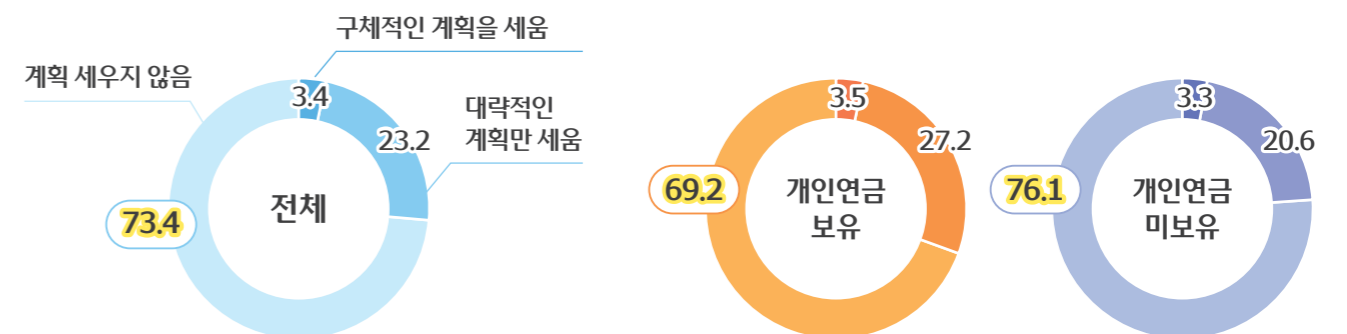 구체적인 계획을 세움
계획 세우지 않음
대략적인
계획만 세움
3.4
23.2
73.4
전체
3.5
27.2
69.2
개인연금
보유
3.3
20.6
76.1
개인연금
미보유